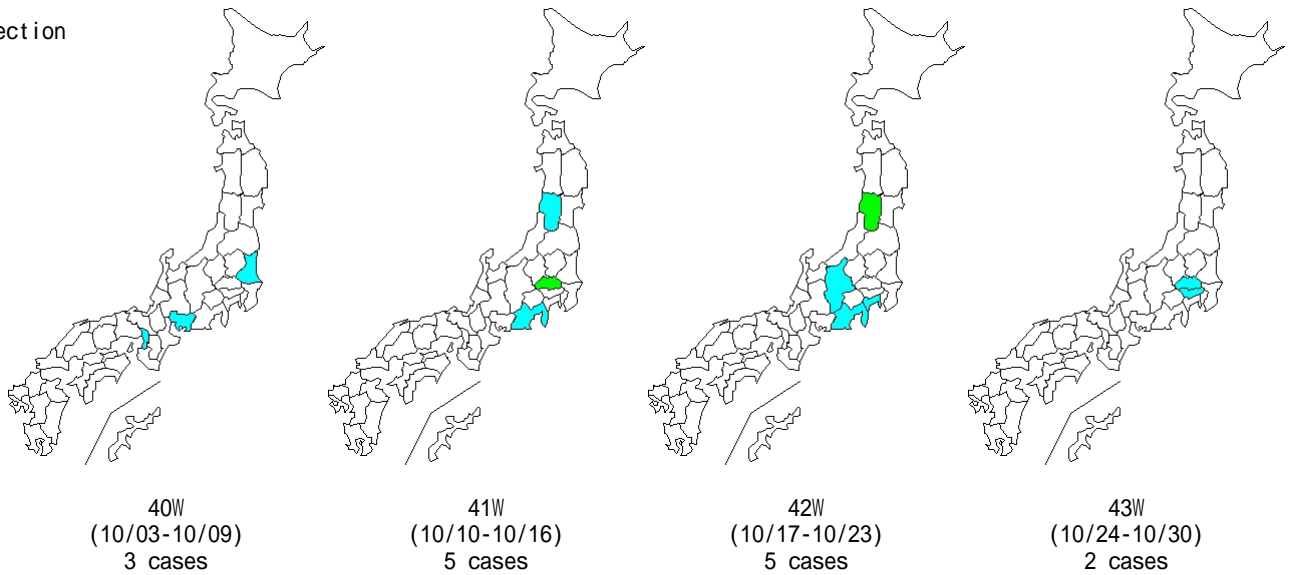 ection
40W
(10/03-10/09)
3 cases
41W
(10/10-10/16)
5 cases
42W
(10/17-10/23)
5 cases
43W
(10/24-10/30)
2 cases